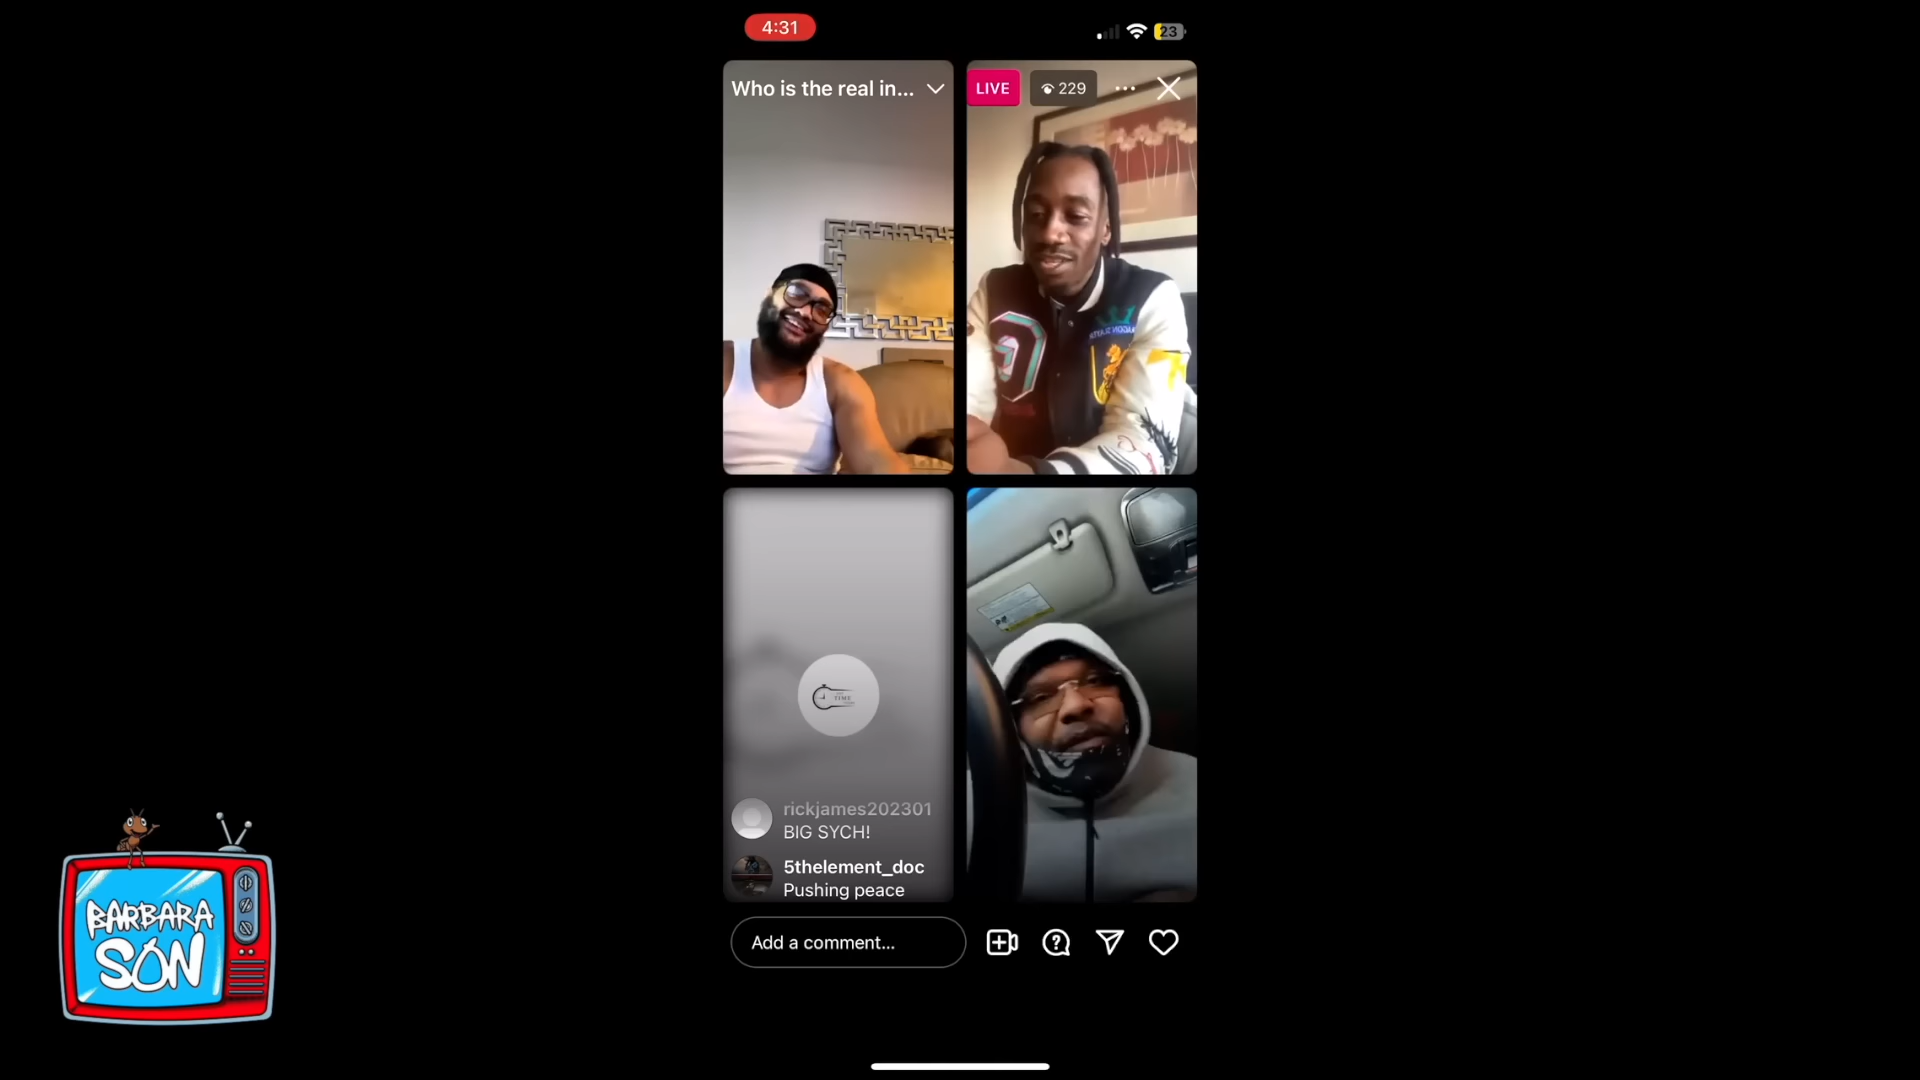 4:31
23
Who is the real in...
LIVE
229
TIME
rickjames202301
BIG SYCH!
5thelement_doc
Pushing peace
Add a comment...
BARBARA
SON